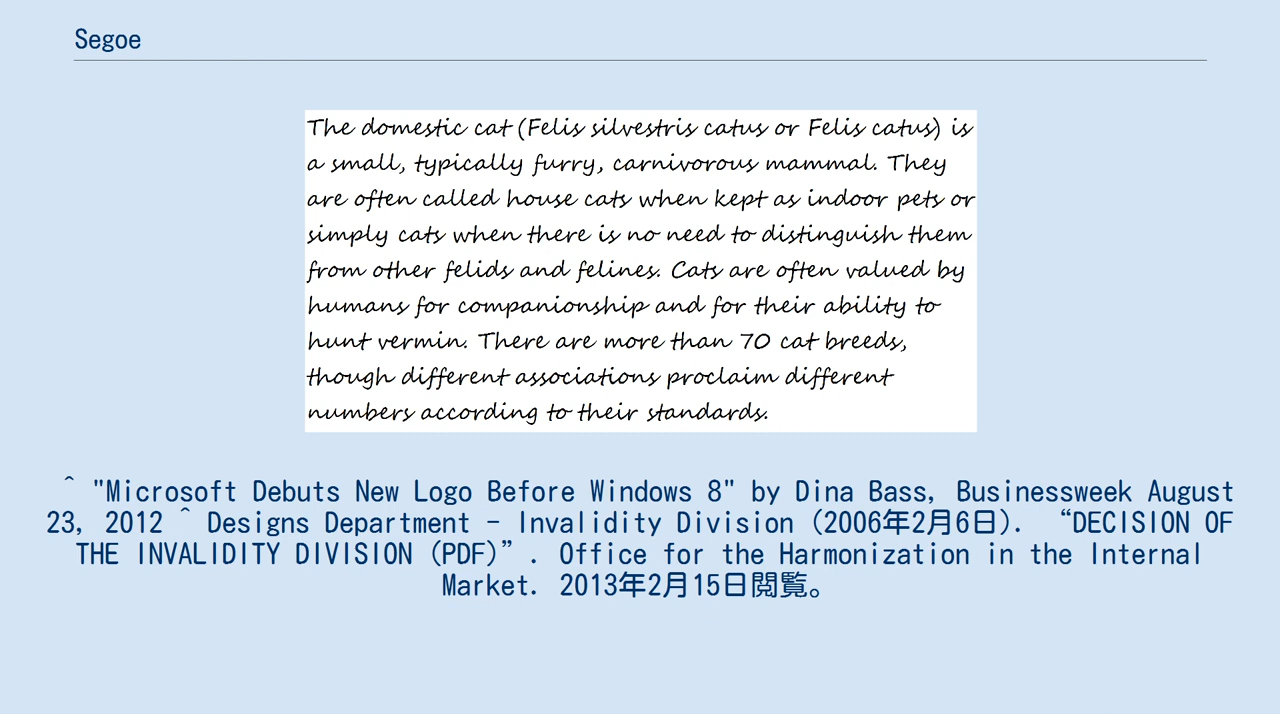 Segoe
The domestic cat (Felis silvestris catus or Felis catus) is
a small, typically furry, carnivorous mammal. They
are often called house cats when kept as indoor pets or
simply cats when there is no need to distinguish them
from other felids and felines. Cats are often valued by
humans for companionship and for their ability to
hunt vermin. There are more than 70 cat breeds,
though different associations proclaim different
numbers according to their standards.
^ "Microsoft Debuts New Logo Before Windows 8" by Dina Bass, Businessweek August
23, 2012 ^ Designs Department - Invalidity Division (2006年2月6日). “DECISION OF
THE INVALIDITY DIVISION (PDF)”. Office for the Harmonization in the Internal
Market. 2013年2月15日閲覧。